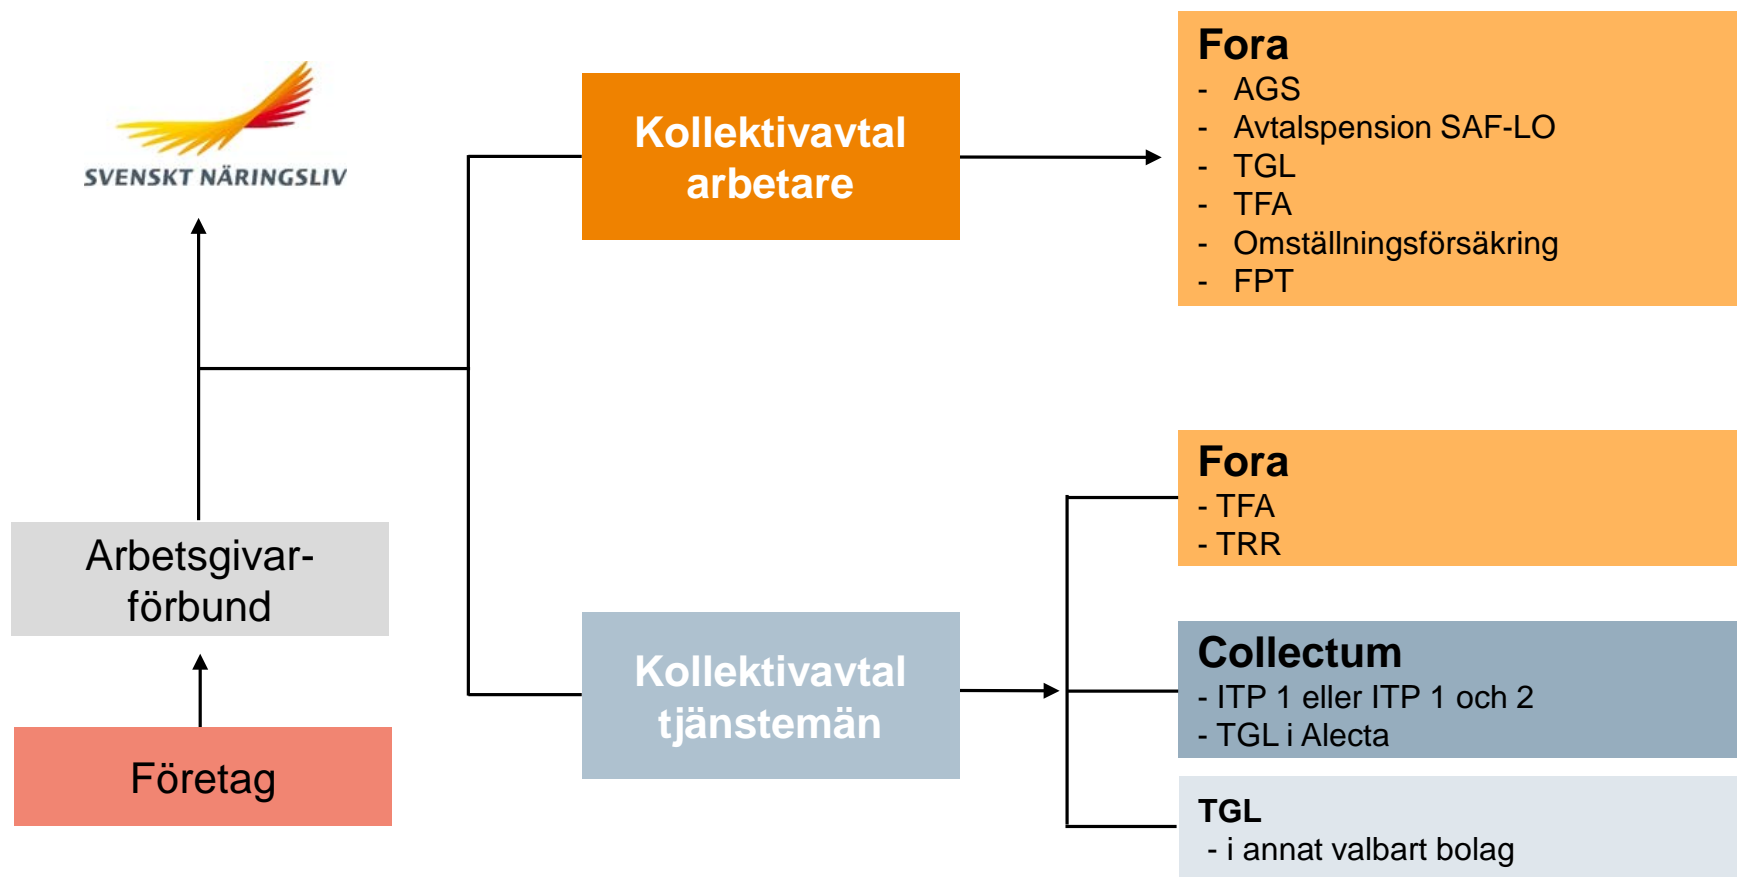 SVENSKT NÄRINGSLIV
Arbetsgivar-
förbund
Företag
Kollektivavtal
arbetare
Kollektivavtal
tjänstemän
Fora
- AGS
- Avtalspension SAF-LO
- TGL
- TFA
- Omställningsförsäkring
- FPT
Fora
- TFA
- TRR
Collectum
- ITP 1 eller ITP 1 och 2
- TGL i Alecta
TGL
- i annat valbart bolag